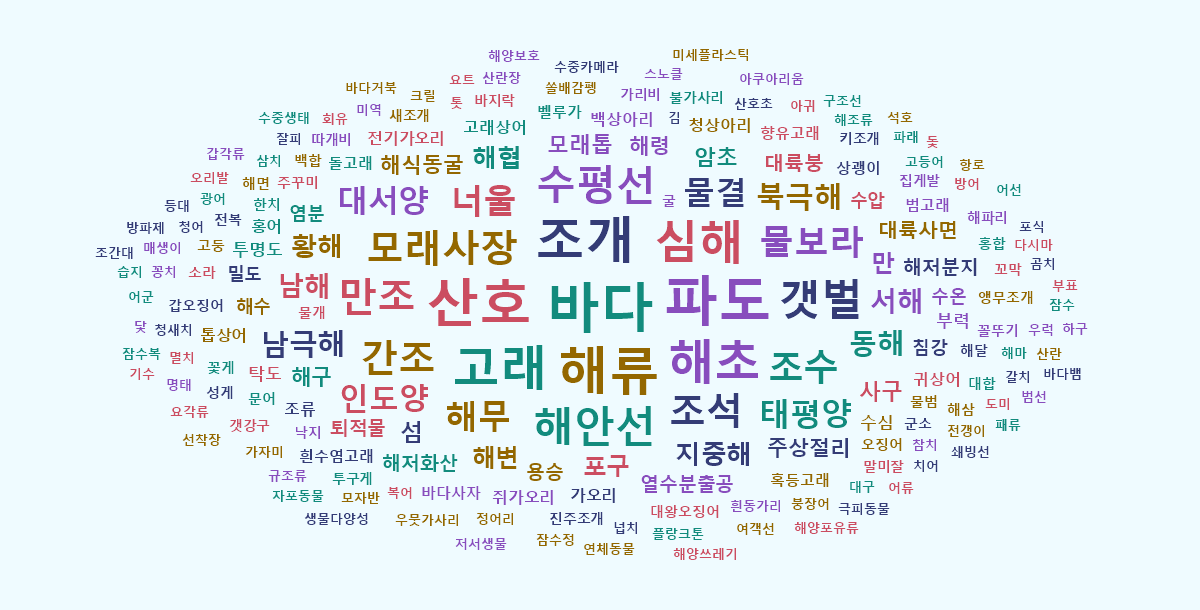 해양보호 미세플라스틱
수중카메라
요트 산란장 스노클 아쿠아리움
바다거북 크릴 쏠배감펭
톳 바지락 가리비 불가사리 산호초 아귀 구조선
수중생태 회유 미역 새조개 벨루가 백상아리 김 해조류 석호
고래상어 청상아리
잘피 따개비 전기가오리 모래톱 해령 향유고래 키조개 파래 돛
갑각류 삼치 백합 돌고래 해식동굴 해협 암초 대륙붕 상괭이 고등어 항로
오리발 해면 주꾸미 수평선 물결 북극해 집게발 방어 어선
등대 광어 한치 염분 대서양 너울 굴 수압 범고래 해파리
방파제 청어 전복 홍어 대륙사면 포식
조간대 매생이 고둥 투명도 황해 모래사장 조개 심해 물보라 홍합 다시마
습지 꽁치 소라 밀도 만 해저분지 꼬막 곰치
어군 갑오징어 해수 남해 만조 산호 바다 파도 갯벌 서해 수온 앵무조개 부표
잠수
물개
닻 청새치 톱상어 부력 꼴뚜기 우럭 하구
잠수복 멸치 남극해 간조 동해 침강 해달 해마 산란
기수 꽃게 탁도 해구 고래 해류 해초 조수 귀상어 대합 갈치 바다뱀
명태 성게 문어 조류 인도양 사구 물범 해삼 도미 범선
요각류 갯강구 낙지 퇴적물 섬 해무 해안선 조석 태평양 수심 군소 전갱이 패류
선착장 가자미 흰수염고래 해저화산 해변 용승 포구 지중해 주상절리 오징어 참치 쇄빙선
규조류 투구게 말미잘 치어
자포동물 모자반 복어 바다사자 쥐가오리 가오리 열수분출공 혹등고래 대구 어류
생물다양성 우뭇가사리 정어리 진주조개 넙치 대왕오징어 흰동가리 붕장어 극피동물
플랑크톤 여객선 해양포유류
저서생물 잠수정 연체동물 해양쓰레기